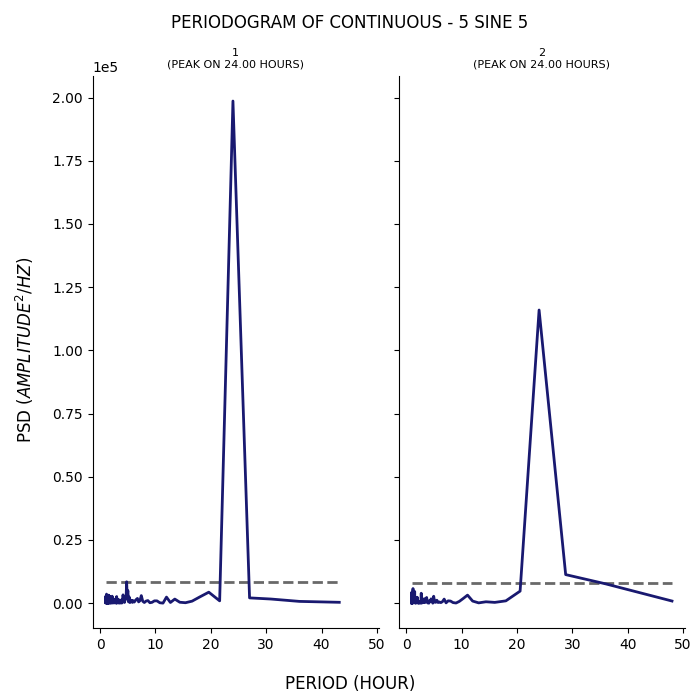 PERIODOGRAM OF CONTINUOUS - 5 SINE 5
1
(PEAK ON 24.00 HOURS)
2
(PEAK ON 24.00 HOURS)
1e5
2.00
1.75
1.50
1.25
1.00
0.75
0.50
0.25
0.00
PSD (AMPLITUDE²/HZ)
0 10 20 30 40 50
0 10 20 30 40 50
PERIOD (HOUR)